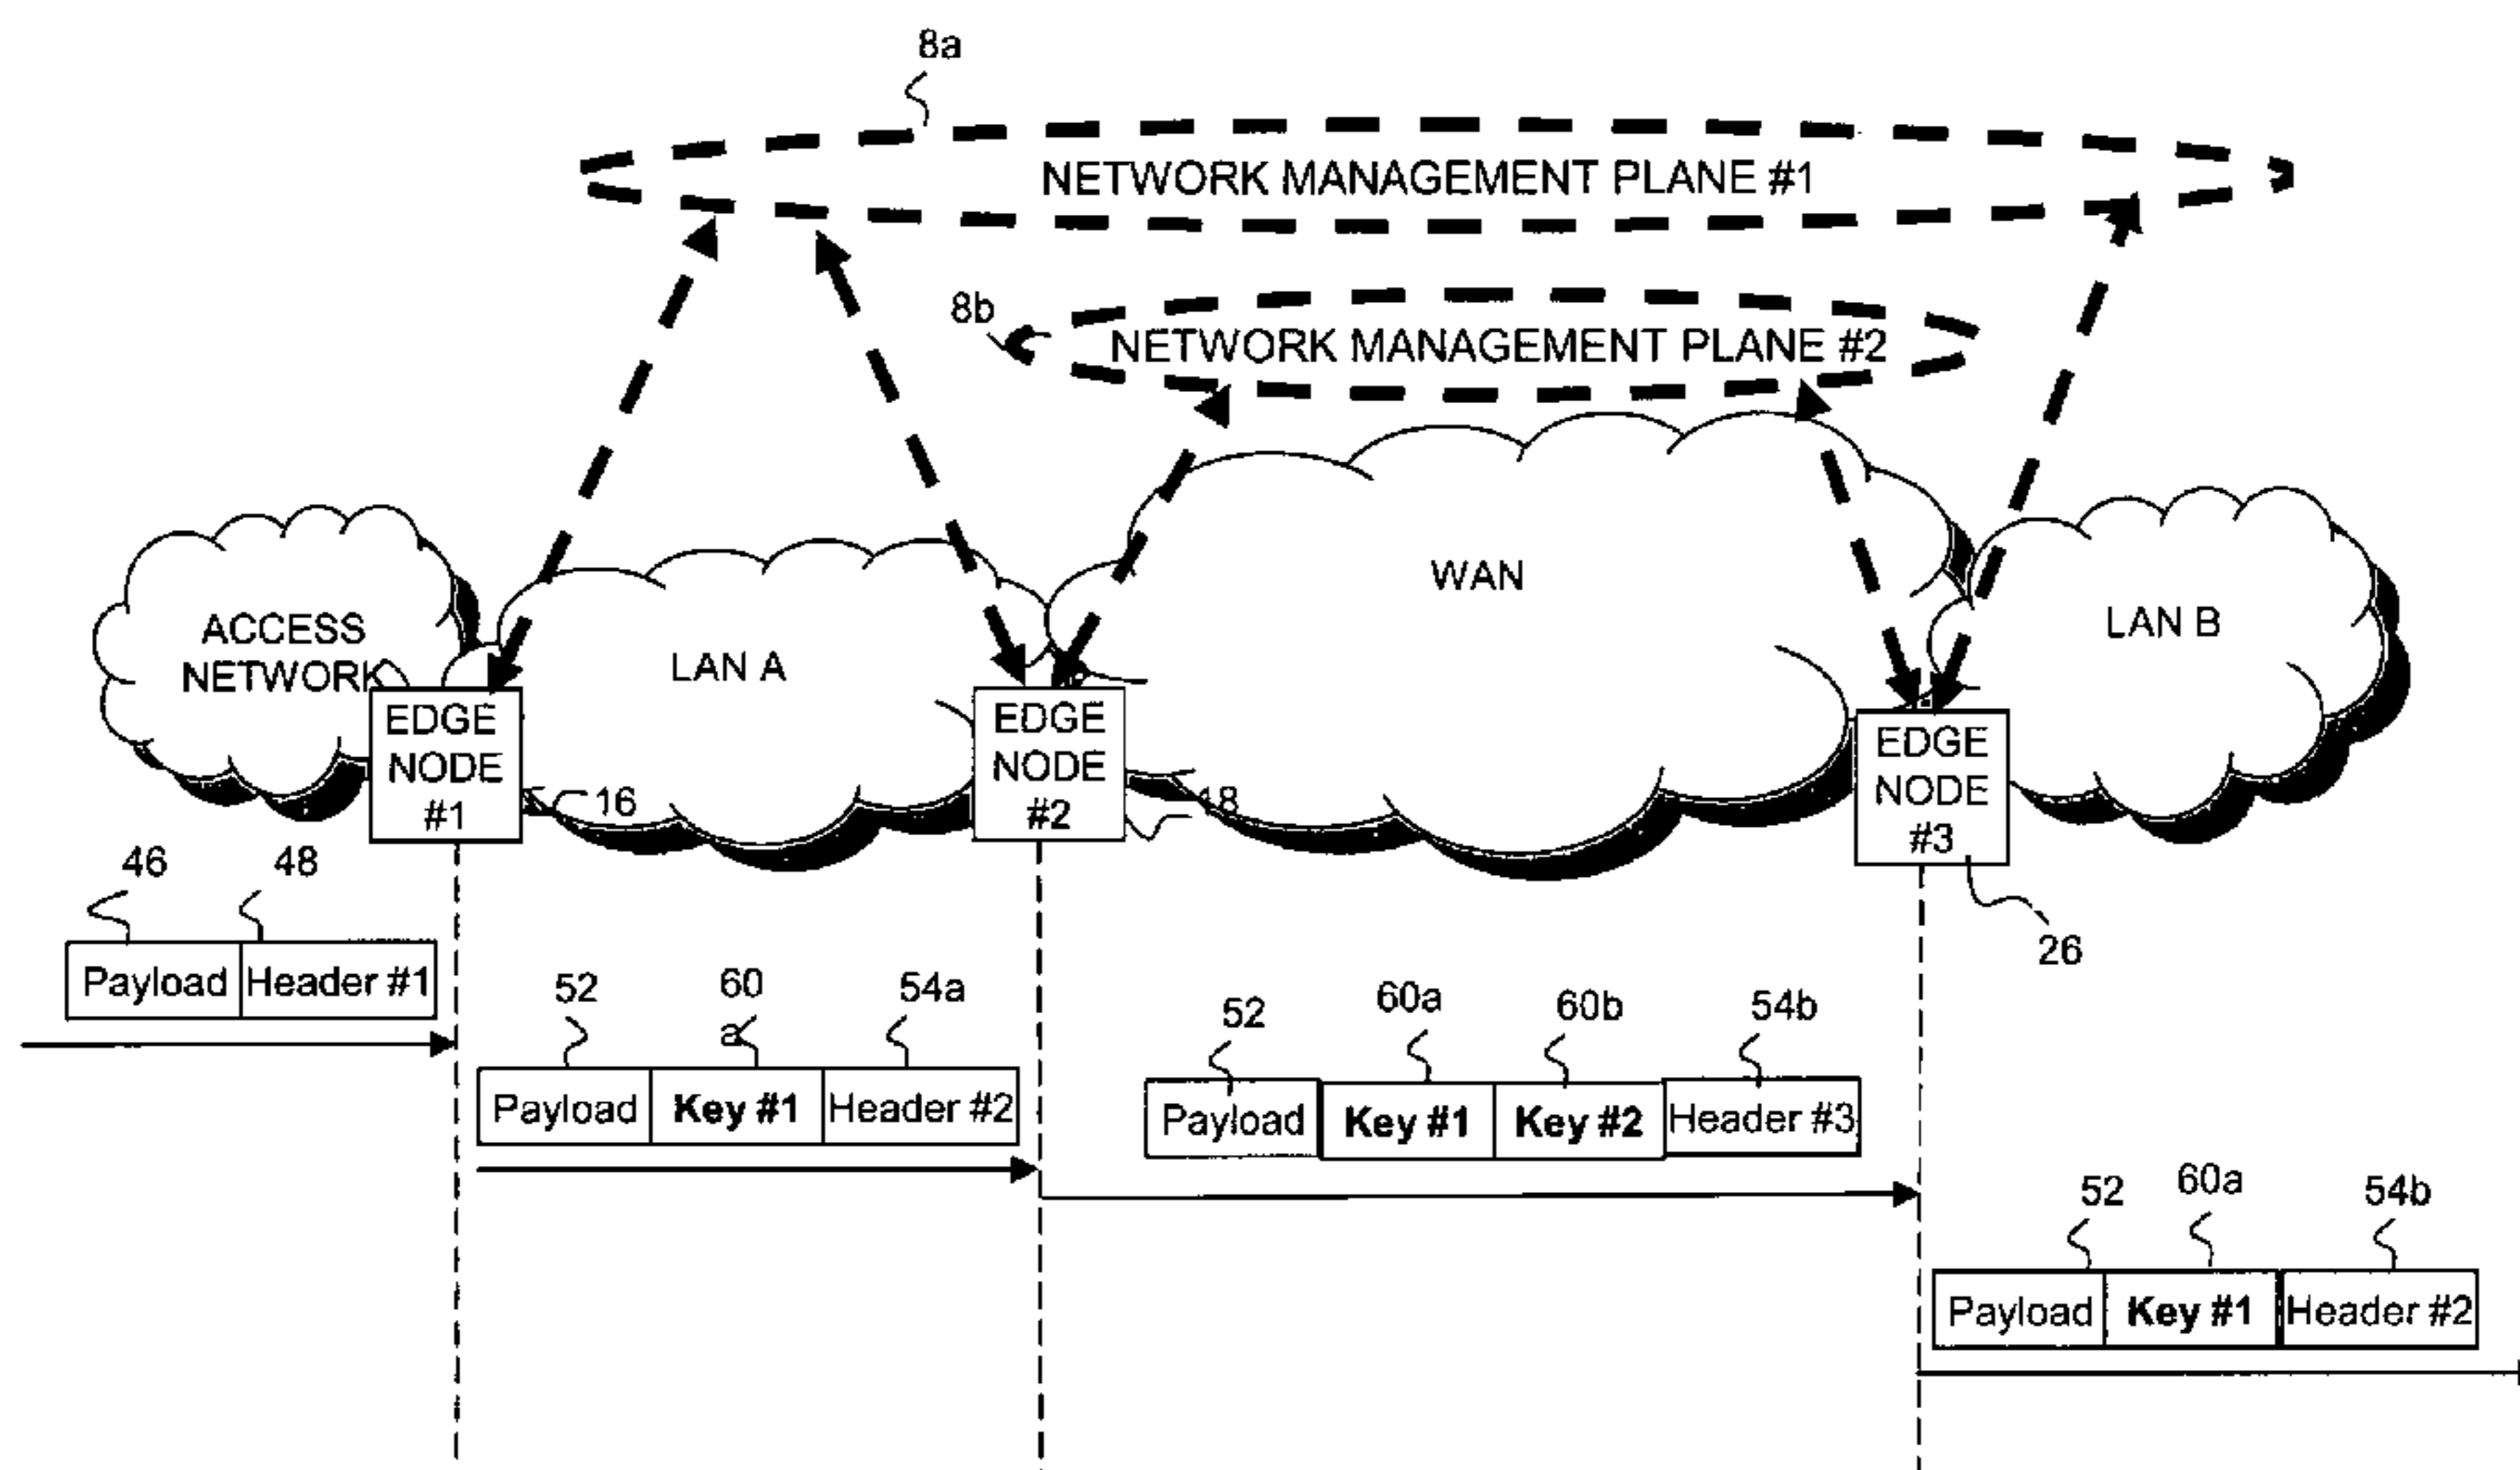 8a
NETWORK MANAGEMENT PLANE #1
8b
NETWORK MANAGEMENT PLANE #2
ACCESS
NETWORK
LAN A
WAN
LAN B
EDGE
NODE
#1
16
EDGE
NODE
#2
18
EDGE
NODE
#3
26
46
48
Payload
Header #1
52
60
a
54a
Payload
Key #1
Header #2
52
60a
60b
54b
Payload
Key #1
Key #2
Header #3
52
60a
54b
Payload
Key #1
Header #2